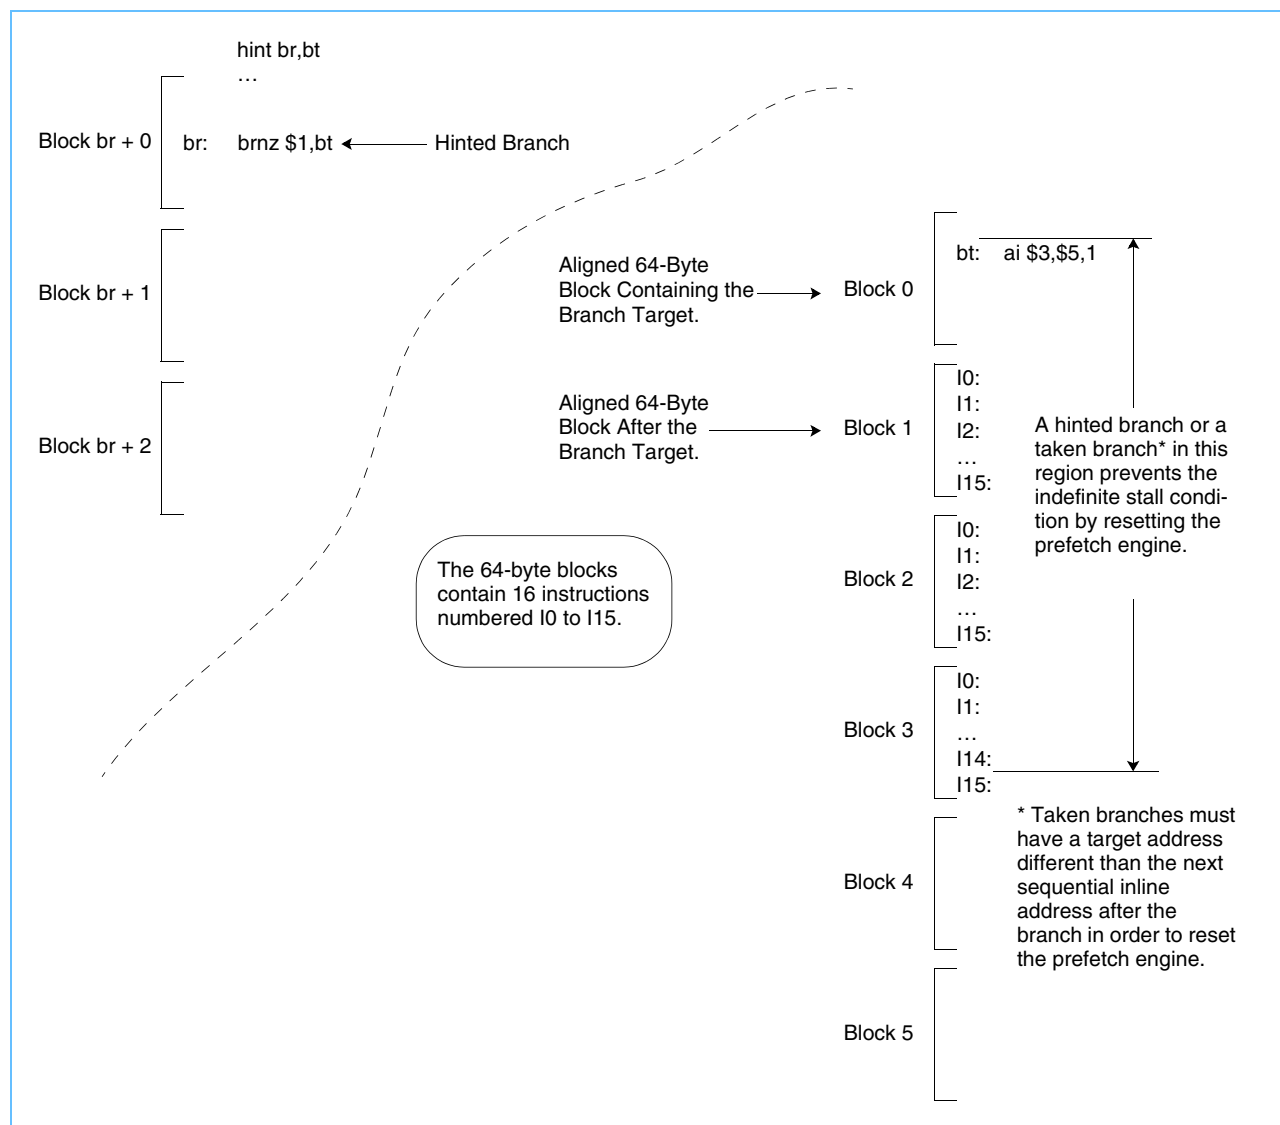 hint br,bt
…
Block br + 0
br: brnz $1,bt
Hinted Branch
Block br + 1
Block br + 2
Aligned 64-Byte
Block Containing the
Branch Target.
Block 0
bt: ai $3,$5,1
Aligned 64-Byte
Block After the
Branch Target.
Block 1
I0:
I1:
I2:
…
I15:
A hinted branch or a
taken branch* in this
region prevents the
indefinite stall condi-
tion by resetting the
prefetch engine.
The 64-byte blocks
contain 16 instructions
numbered I0 to I15.
Block 2
I0:
I1:
I2:
…
I15:
Block 3
I0:
I1:
…
I14:
I15:
* Taken branches must
have a target address
different than the next
sequential inline
address after the
branch in order to reset
the prefetch engine.
Block 4
Block 5